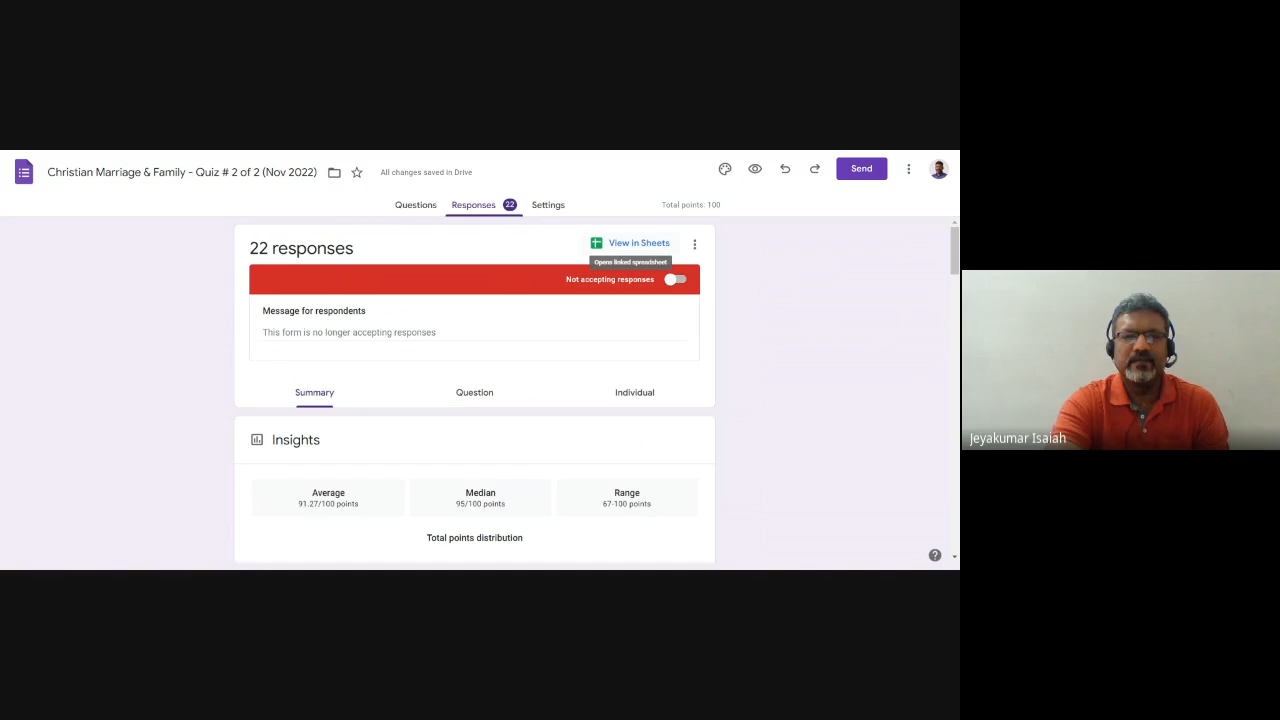 Christian Marriage & Family - Quiz # 2 of 2 (Nov 2022)
All changes saved in Drive
Send
Questions
Responses 22
Settings
Total points: 100
22 responses
View in Sheets
Opens linked spreadsheet
Not accepting responses
Message for respondents
This form is no longer accepting responses
Summary
Question
Individual
Insights
Average
91.27/100 points
Median
95/100 points
Range
67-100 points
Total points distribution
Jeyakumar Isaiah